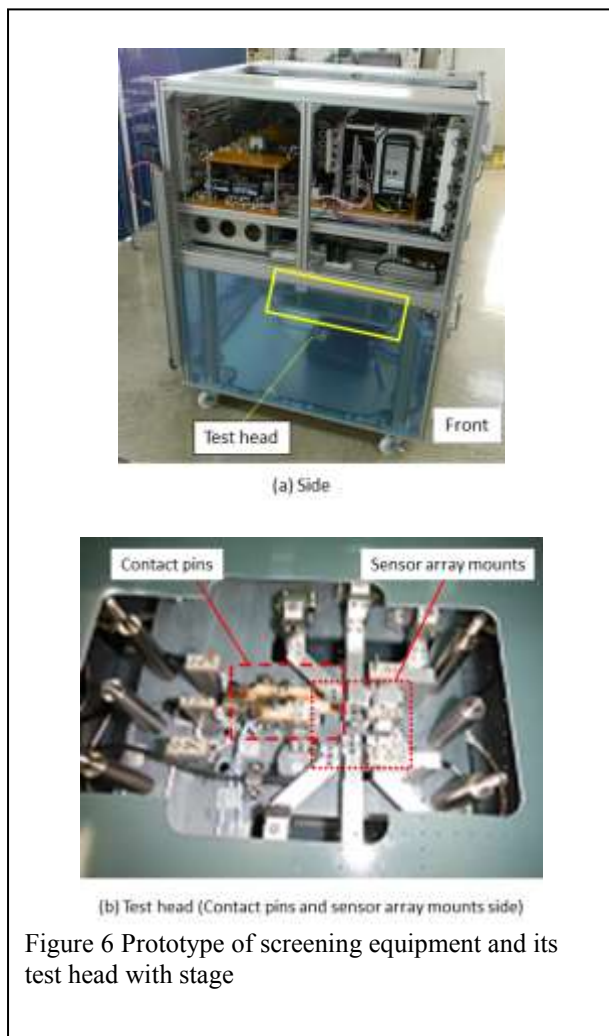 Test head
Front
(a) Side
Contact pins
Sensor array mounts
(b) Test head (Contact pins and sensor array mounts side)
Figure 6 Prototype of screening equipment and its
test head with stage